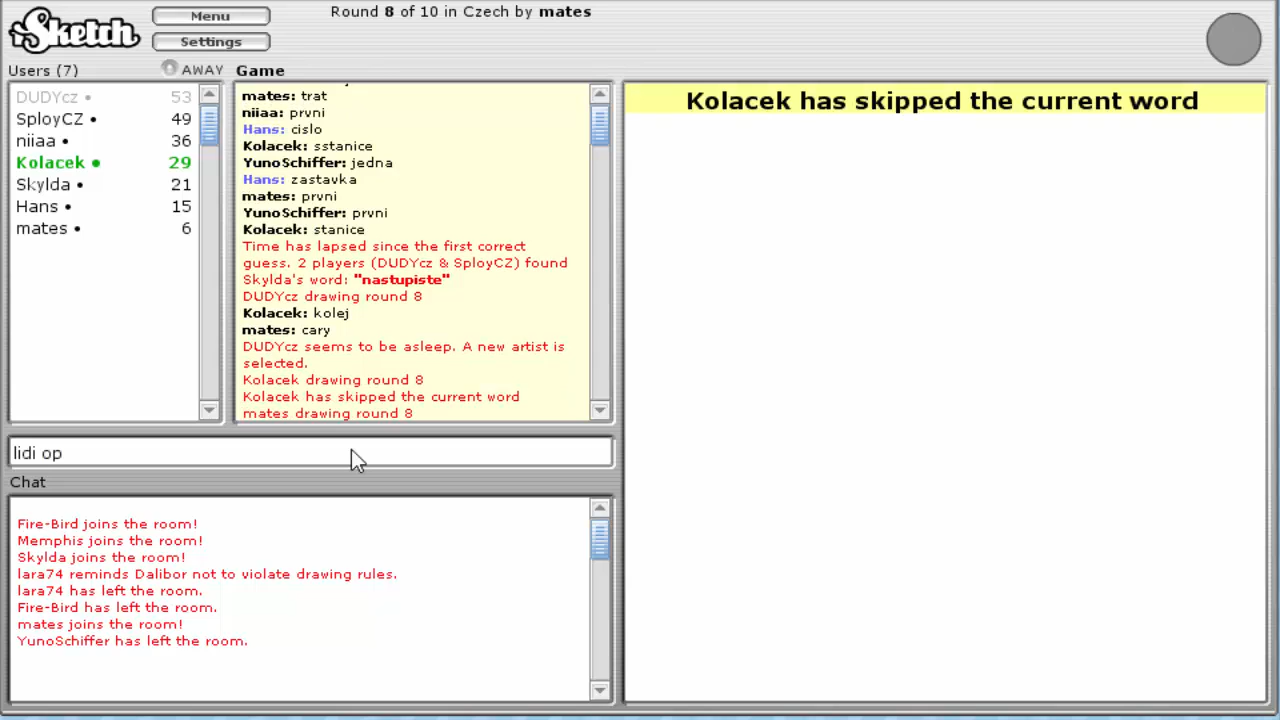 iSketch
Menu
Settings
Round 8 of 10 in Czech by mates
Users (7)
AWAY
DUDYcz • 53
SployCZ • 49
niiaa • 36
Kolacek • 29
Skylda • 21
Hans • 15
mates • 6
Game
mates: trat
niiaa: prvni
Hans: cislo
Kolacek: sstanice
YunoSchiffer: jedna
Hans: zastavka
mates: prvni
YunoSchiffer: prvni
Kolacek: stanice
Time has lapsed since the first correct
guess. 2 players (DUDYcz & SployCZ) found
Skylda's word: "nastupiste"
DUDYcz drawing round 8
Kolacek: kolej
mates: cary
DUDYcz seems to be asleep. A new artist is
selected.
Kolacek drawing round 8
Kolacek has skipped the current word
mates drawing round 8
Kolacek has skipped the current word
lidi op
Chat
Fire-Bird joins the room!
Memphis joins the room!
Skylda joins the room!
lara74 reminds Dalibor not to violate drawing rules.
lara74 has left the room.
Fire-Bird has left the room.
mates joins the room!
YunoSchiffer has left the room.